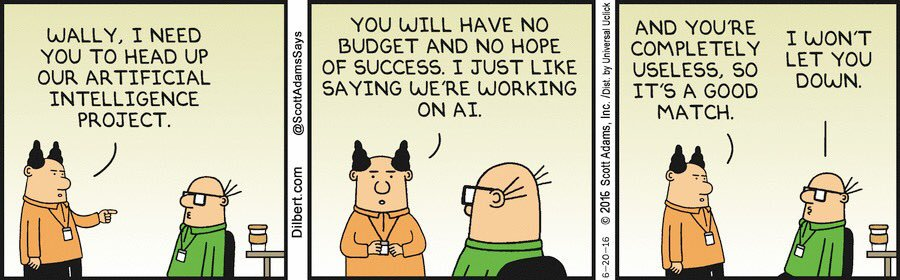 WALLY, I NEED
YOU TO HEAD UP
OUR ARTIFICIAL
INTELLIGENCE
PROJECT.
Dilbert.com @ScottAdamsSays
YOU WILL HAVE NO
BUDGET AND NO HOPE
OF SUCCESS. I JUST LIKE
SAYING WE'RE WORKING
ON AI.
6-20-16 © 2016 Scott Adams, Inc. /Dist. by Universal Uclick
AND YOU'RE
COMPLETELY
USELESS, SO
IT'S A GOOD
MATCH.
I WON'T
LET YOU
DOWN.